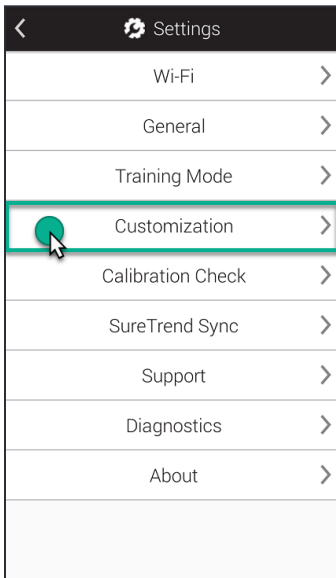 Settings
Wi-Fi
General
Training Mode
Customization
Calibration Check
SureTrend Sync
Support
Diagnostics
About